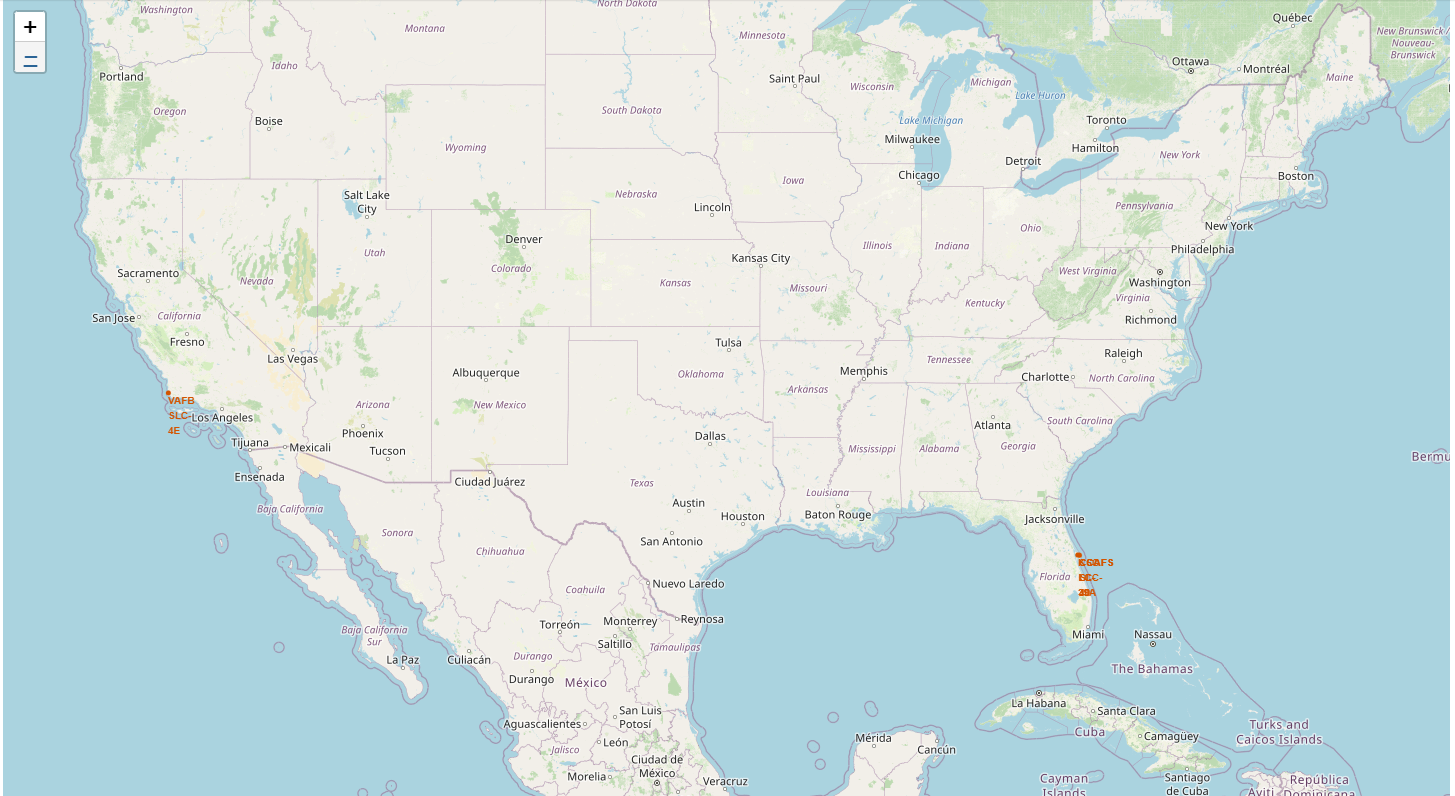 +
−
Washington
North Dakota
Montana
Minnesota
Québec
New Brunswick /
Nouveau-
Brunswick
Portland
Idaho
Saint Paul
Wisconsin
Michigan
Ottawa
Montréal
Maine
Oregon
Boise
South Dakota
Lake Huron
Lake Michigan
Toronto
Wyoming
Milwaukee
Hamilton
Detroit
New York
Chicago
Boston
Salt Lake
City
Nebraska
Iowa
Lincoln
Pennsylvania
New York
Denver
Ohio
Philadelphia
Utah
Colorado
Illinois
Indiana
Kansas City
Sacramento
Nevada
Kansas
Missouri
West Virginia
Washington
Virginia
Kentucky
San Jose
California
Richmond
Fresno
Las Vegas
Tulsa
Raleigh
Tennessee
Albuquerque
Oklahoma
Memphis
Charlotte
North Carolina
Arkansas
VAFB
SLC-
4E
Los Angeles
Arizona
New Mexico
South Carolina
Atlanta
Phoenix
Dallas
Tijuana
Mexicali
Tucson
Mississippi
Alabama
Georgia
Ensenada
Ciudad Juárez
Texas
Louisiana
Baja California
Austin
Houston
Baton Rouge
Jacksonville
Sonora
San Antonio
Chihuahua
Florida
Coahuila
Nuevo Laredo
Reynosa
Torreón
Monterrey
Saltillo
Tamaulipas
Baja California
Sur
Miami
Nassau
La Paz
Culiacán
Durango
Durango
México
The Bahamas
La Habana
Santa Clara
Aguascalientes
San Luis
Potosí
Cuba
Camagüey
Turks and
Caicos Islands
Jalisco
León
Mérida
Cancún
Ciudad de
México
Morelia
Veracruz
Cayman
Islands
Santiago
de Cuba
República
Dominicana